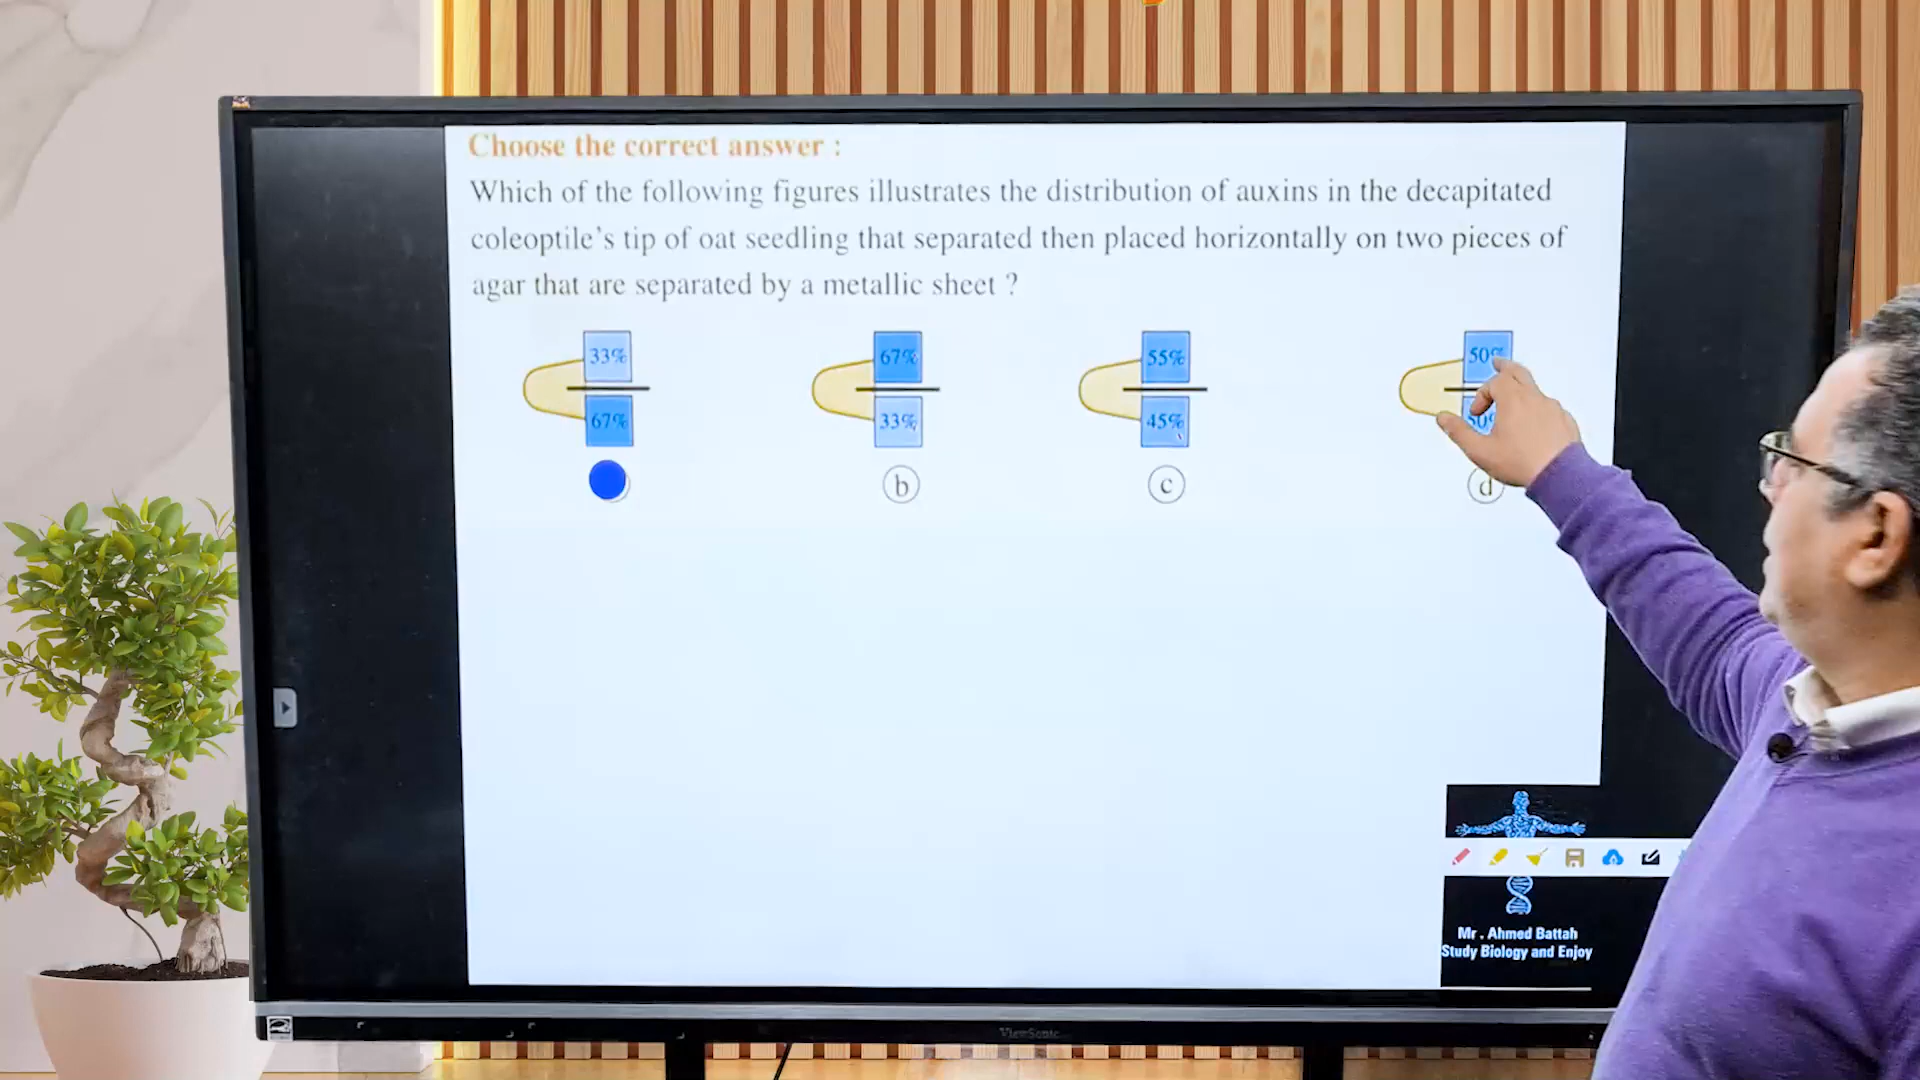 Choose the correct answer :
Which of the following figures illustrates the distribution of auxins in the decapitated
coleoptile's tip of oat seedling that separated then placed horizontally on two pieces of
agar that are separated by a metallic sheet ?
33% 67% 55%
67% 33% 45%
b c d
Mr . Ahmed Battah
Study Biology and Enjoy
ViewSonic